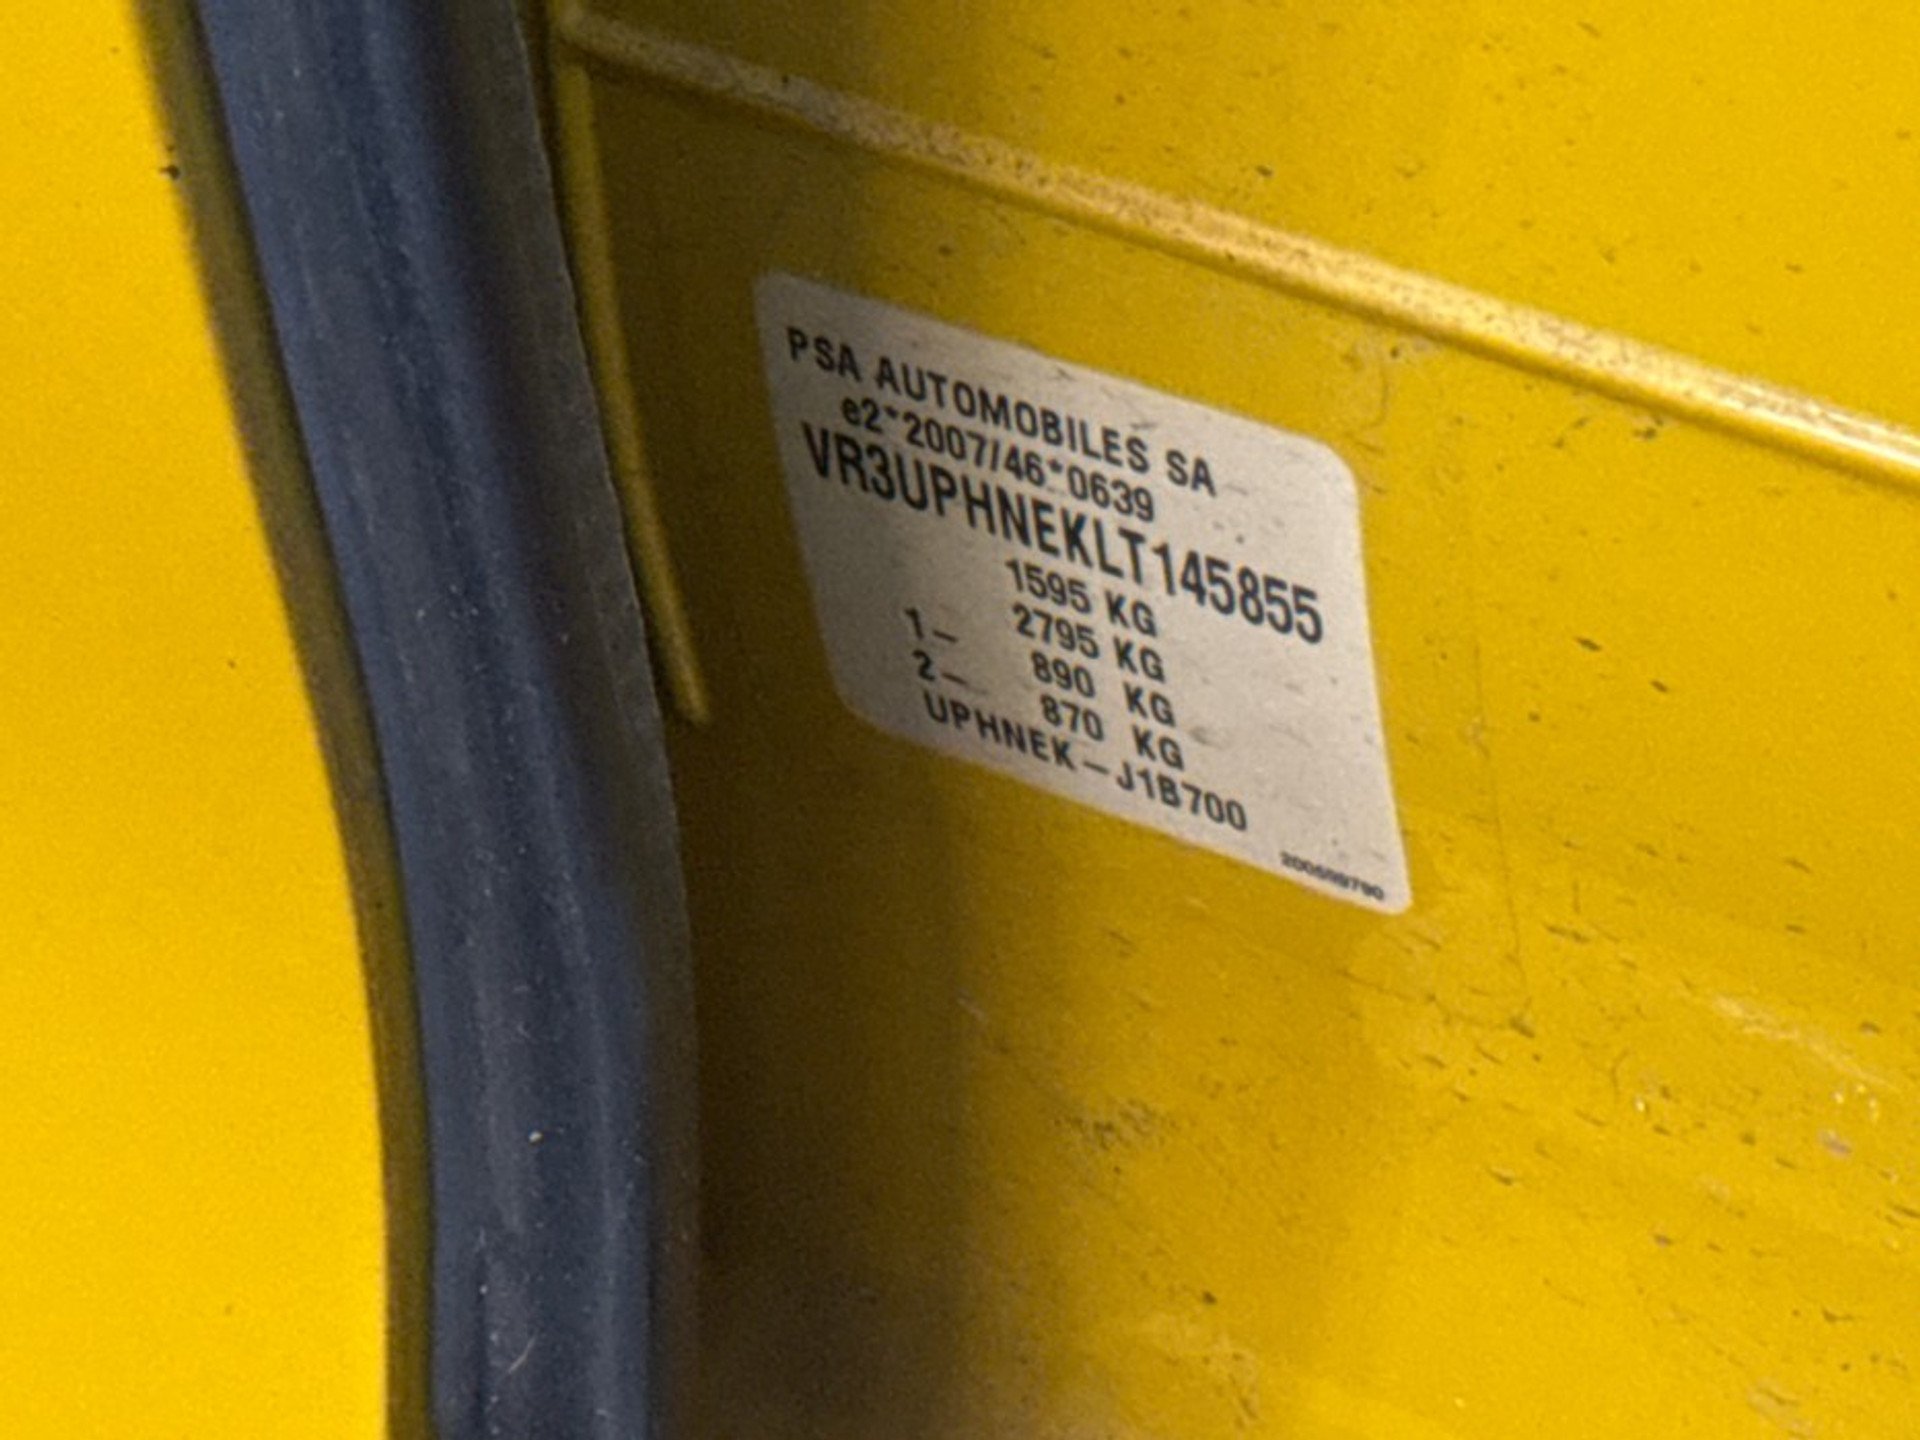 PSA AUTOMOBILES SA
e2*2007/46*0639
VR3UPHNEKLT145855
1595 KG
2795 KG
1- 890 KG
2- 870 KG
UPHNEK-J1B700